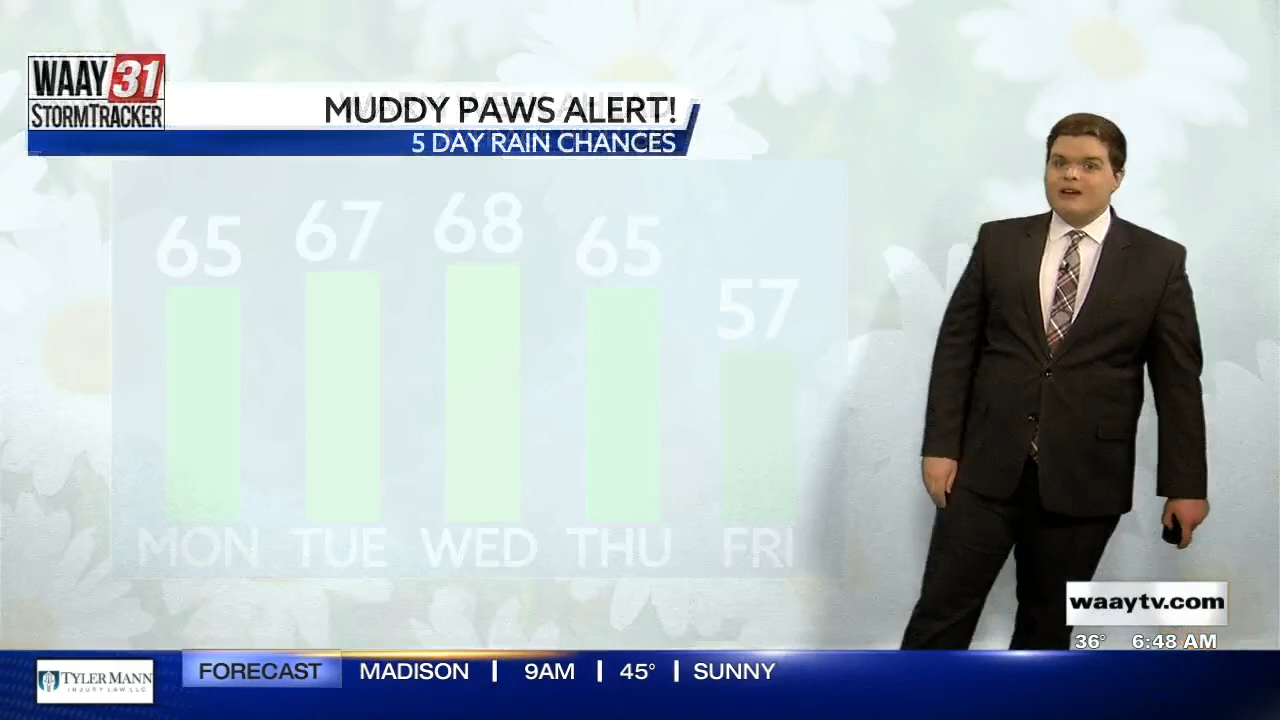 WAAY 31
STORMTRACKER
MUDDY PAWS ALERT!
5 DAY RAIN CHANCES
65 67 68 65 57
MON TUE WED THU FRI
waaytv.com
36° 6:48 AM
TYLER MANN
INJURY LAW LLC
FORECAST MADISON | 9AM | 45° | SUNNY